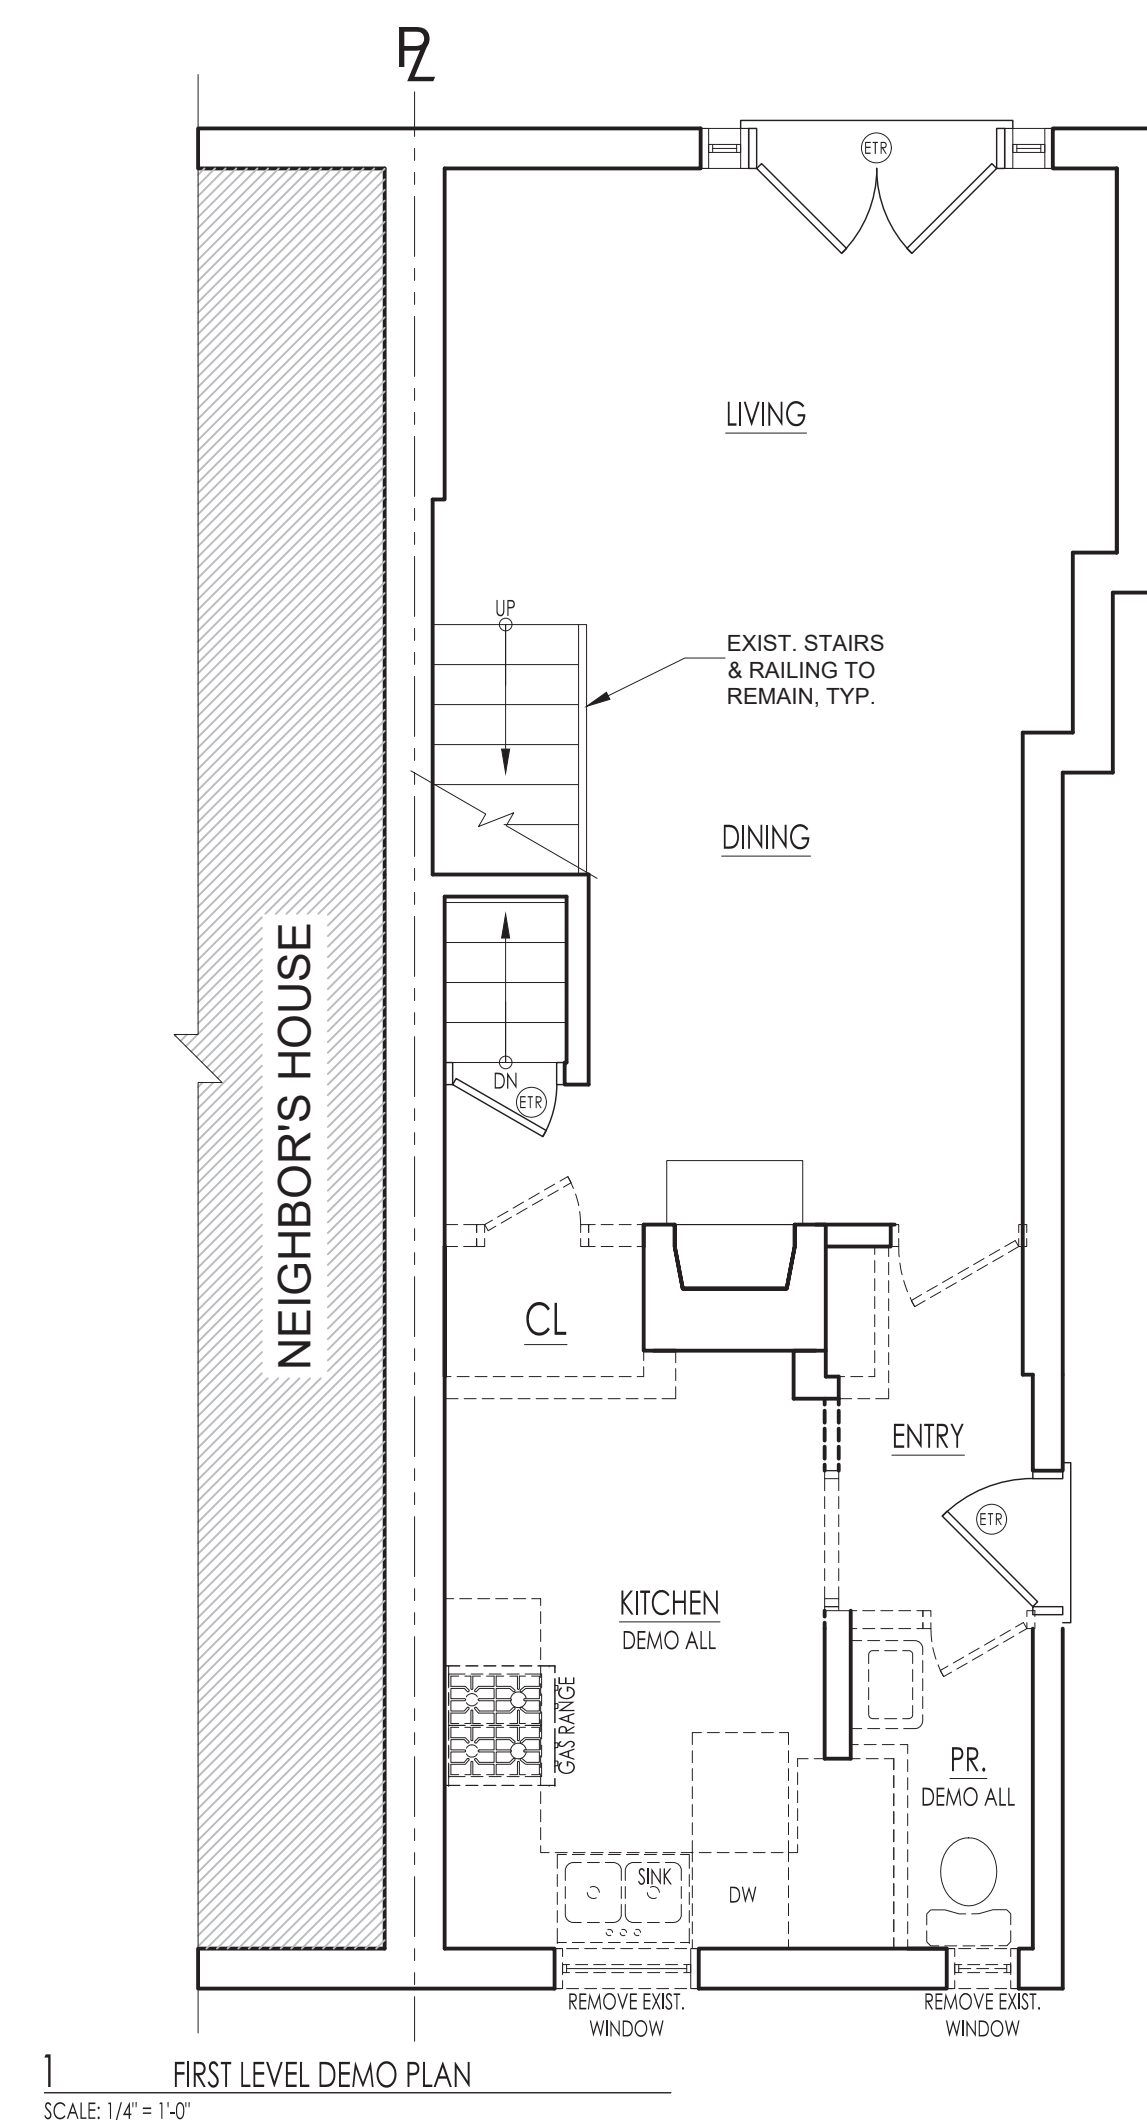 PL
ETR
LIVING
UP
EXIST. STAIRS
& RAILING TO
REMAIN, TYP.
DINING
NEIGHBOR'S HOUSE
DN
ETR
CL
ENTRY
ETR
KITCHEN
DEMO ALL
GAS RANGE
PR.
DEMO ALL
SINK
DW
REMOVE EXIST.
WINDOW
REMOVE EXIST.
WINDOW
1 FIRST LEVEL DEMO PLAN
SCALE: 1/4" = 1'-0"